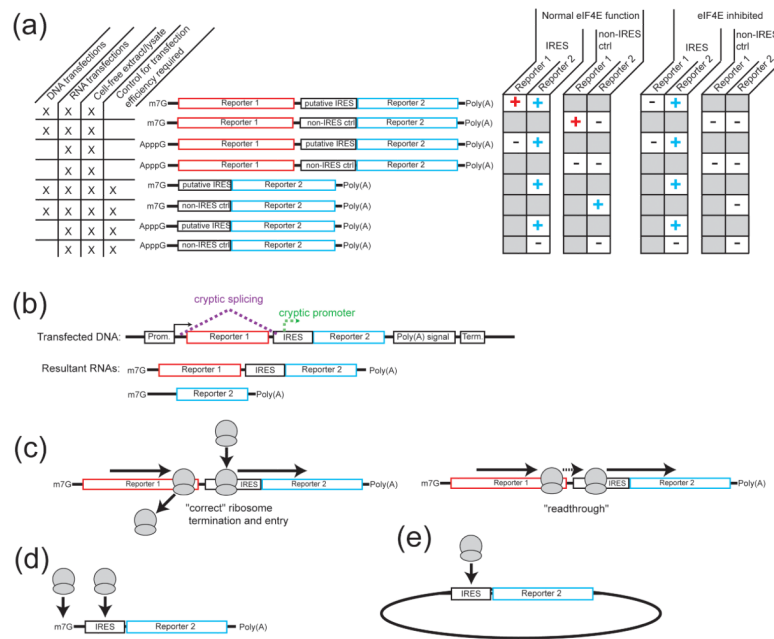 (a)
Normal eIF4E function
eIF4E inhibited
IRES
non-IRES
ctrl
IRES
non-IRES
ctrl
DNA transfections
RNA transfections
Cell-free extract/lysate
Control for transfection
efficiency required
Reporter 1
Reporter 2
Reporter 1
Reporter 2
Reporter 1
Reporter 2
Reporter 1
Reporter 2
X X X m7G Reporter 1 putative IRES Reporter 2 Poly(A) + + - +
X X X m7G Reporter 1 non-IRES ctrl Reporter 2 Poly(A) + - - -
X X ApppG Reporter 1 putative IRES Reporter 2 Poly(A) - + - +
X X ApppG Reporter 1 non-IRES ctrl Reporter 2 Poly(A) - - - -
X X X X m7G putative IRES Reporter 2 Poly(A) + +
X X X X m7G non-IRES ctrl Reporter 2 Poly(A) + -
X X X ApppG putative IRES Reporter 2 Poly(A) + +
X X X ApppG non-IRES ctrl Reporter 2 Poly(A) - -
(b)
cryptic splicing
cryptic promoter
Transfected DNA: Prom. Reporter 1 IRES Reporter 2 Poly(A) signal Term.
Resultant RNAs: m7G Reporter 1 IRES Reporter 2 Poly(A)
m7G Reporter 2 Poly(A)
(c)
m7G Reporter 1 IRES Reporter 2 Poly(A)
"correct" ribosome
termination and entry
m7G Reporter 1 IRES Reporter 2 Poly(A)
"readthrough"
(d)
m7G IRES Reporter 2 Poly(A)
(e)
IRES Reporter 2